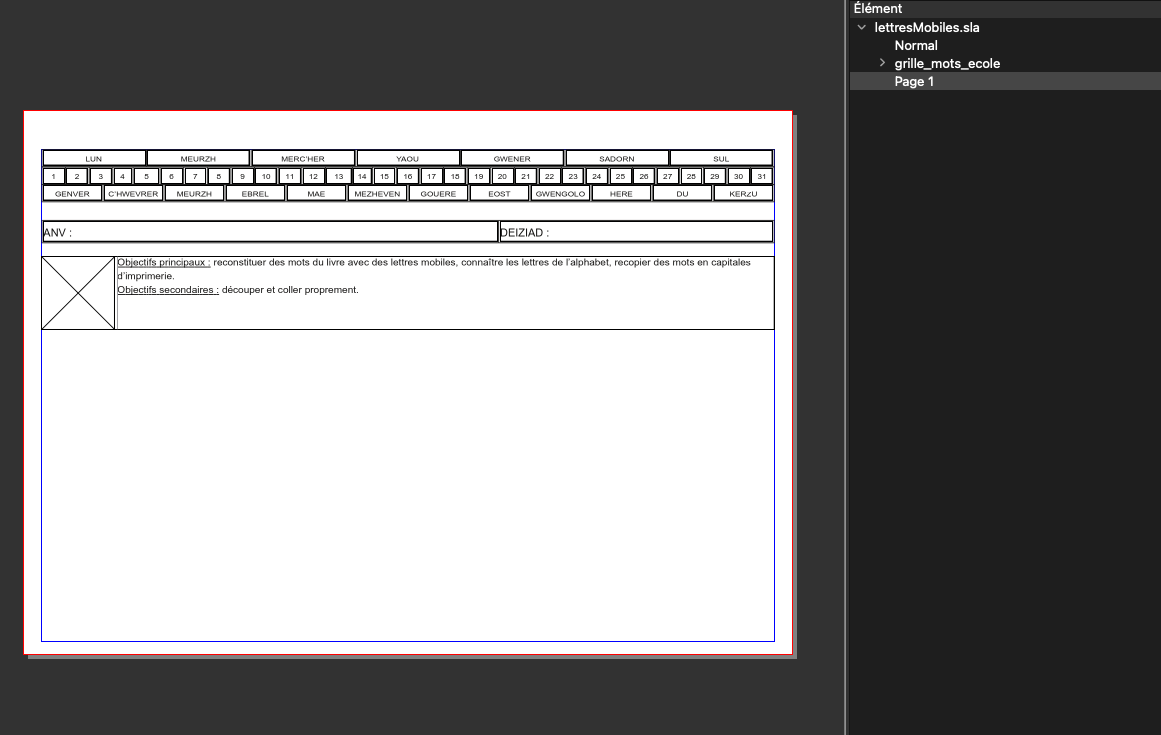 Élément
lettresMobiles.sla
Normal
grille_mots_ecole
Page 1
LUN MEURZH MERC'HER YAOU GWENER SADORN SUL
1 2 3 4 5 6 7 8 9 10 11 12 13 14 15 16 17 18 19 20 21 22 23 24 25 26 27 28 29 30 31
GENVER C'HWEVRER MEURZH EBREL MAE MEZHEVEN GOUERE EOST GWENGOLO HERE DU KERZU
ANV : DEIZIAD :
Objectifs principaux : reconstituer des mots du livre avec des lettres mobiles, connaître les lettres de l'alphabet, recopier des mots en capitales
d'imprimerie.
Objectifs secondaires : découper et coller proprement.